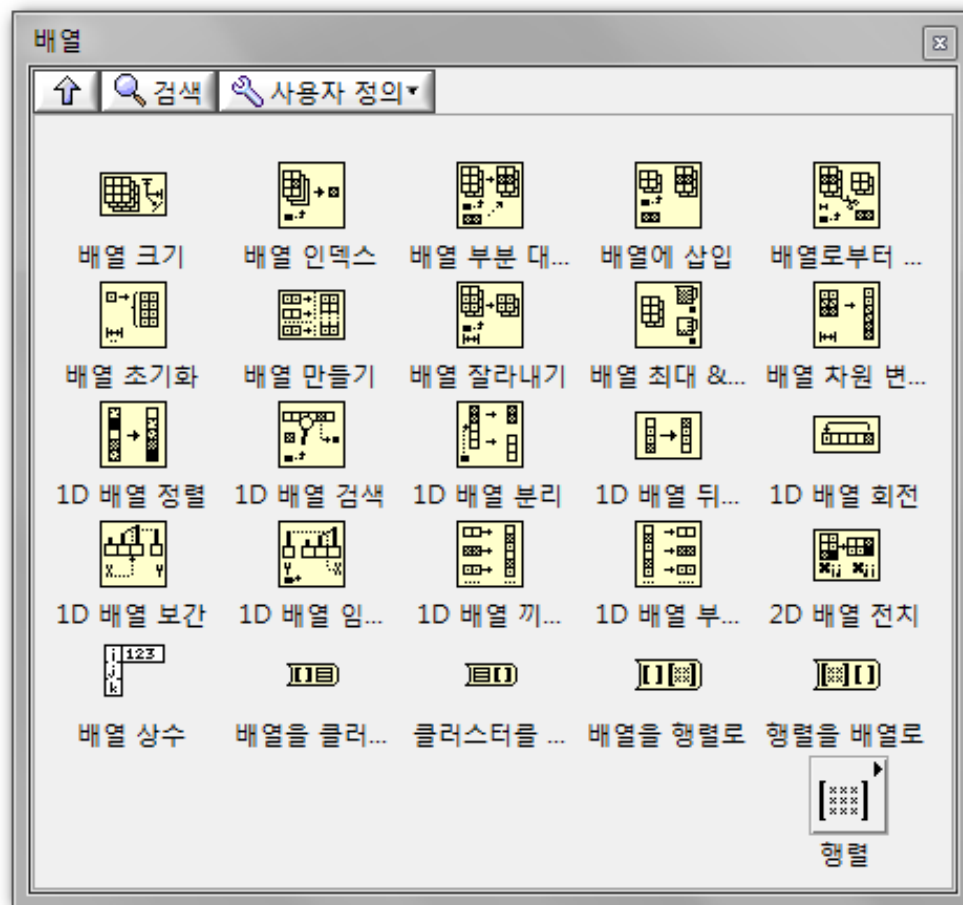 배열
검색 사용자 정의
배열 크기 배열 인덱스 배열 부분 대... 배열에 삽입 배열로부터 ...
배열 초기화 배열 만들기 배열 잘라내기 배열 최대 &... 배열 차원 변...
1D 배열 정렬 1D 배열 검색 1D 배열 분리 1D 배열 뒤... 1D 배열 회전
X Y Y X
1D 배열 보간 1D 배열 임... 1D 배열 끼... 1D 배열 부... 2D 배열 전치
i 123
j
k
배열 상수 배열을 클러... 클러스터를 ... 배열을 행렬로 행렬을 배열로
행렬